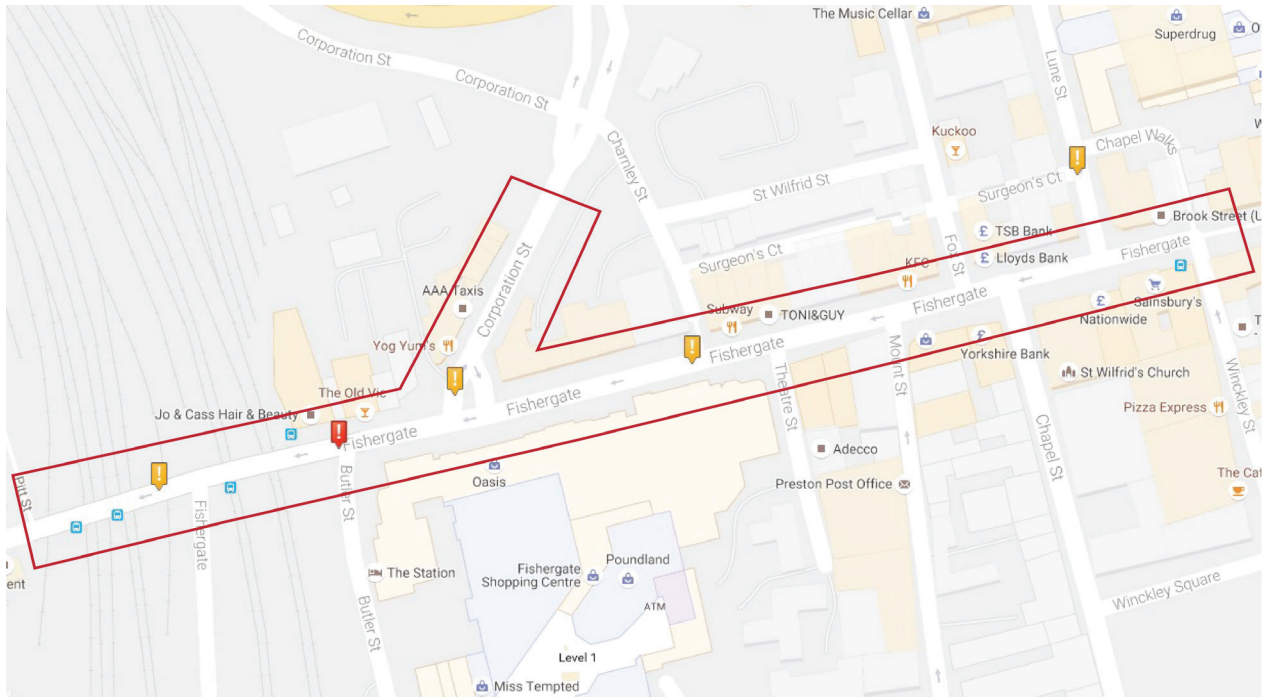 The Music Cellar
Superdrug
Corporation St
Corporation St
Lune St
Kuckoo
Chapel Walks
Charnley St
St Wilfrid St
Surgeon's Ct
Brook Street (U
TSB Bank
Fishergate
Lloyds Bank
Fox St
Surgeon's Ct
KFC
Corporation St
AAA Taxis
Sainsbury's
Fishergate
Nationwide
Subway
TONI&GUY
Yog Yum's
Fishergate
Yorkshire Bank
Mount St
St Wilfrid's Church
The Old Vic
Theatre St
Winckley St
Fishergate
Pizza Express
Jo & Cass Hair & Beauty
Fishergate
Chapel St
Adecco
Oasis
Butler St
Preston Post Office
The Caf
Pitt St
Fishergate
Poundland
The Station
Fishergate
Shopping Centre
ent
ATM
Winckley Square
Butler St
Level 1
Miss Tempted